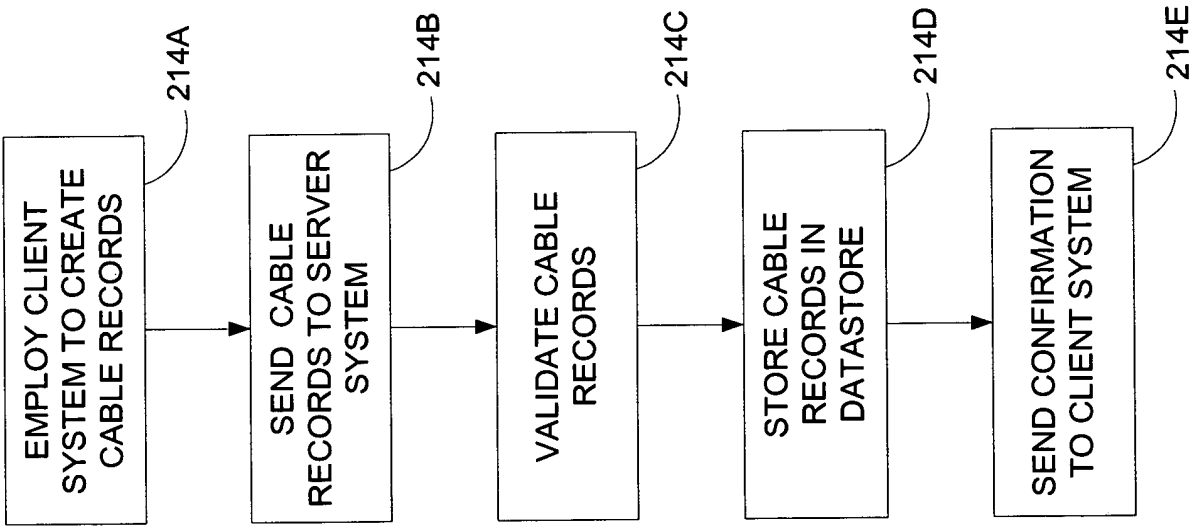 EMPLOY CLIENT
SYSTEM TO CREATE
CABLE RECORDS
214A
SEND CABLE
RECORDS TO SERVER
SYSTEM
214B
VALIDATE CABLE
RECORDS
214C
STORE CABLE
RECORDS IN
DATASTORE
214D
SEND CONFIRMATION
TO CLIENT SYSTEM
214E